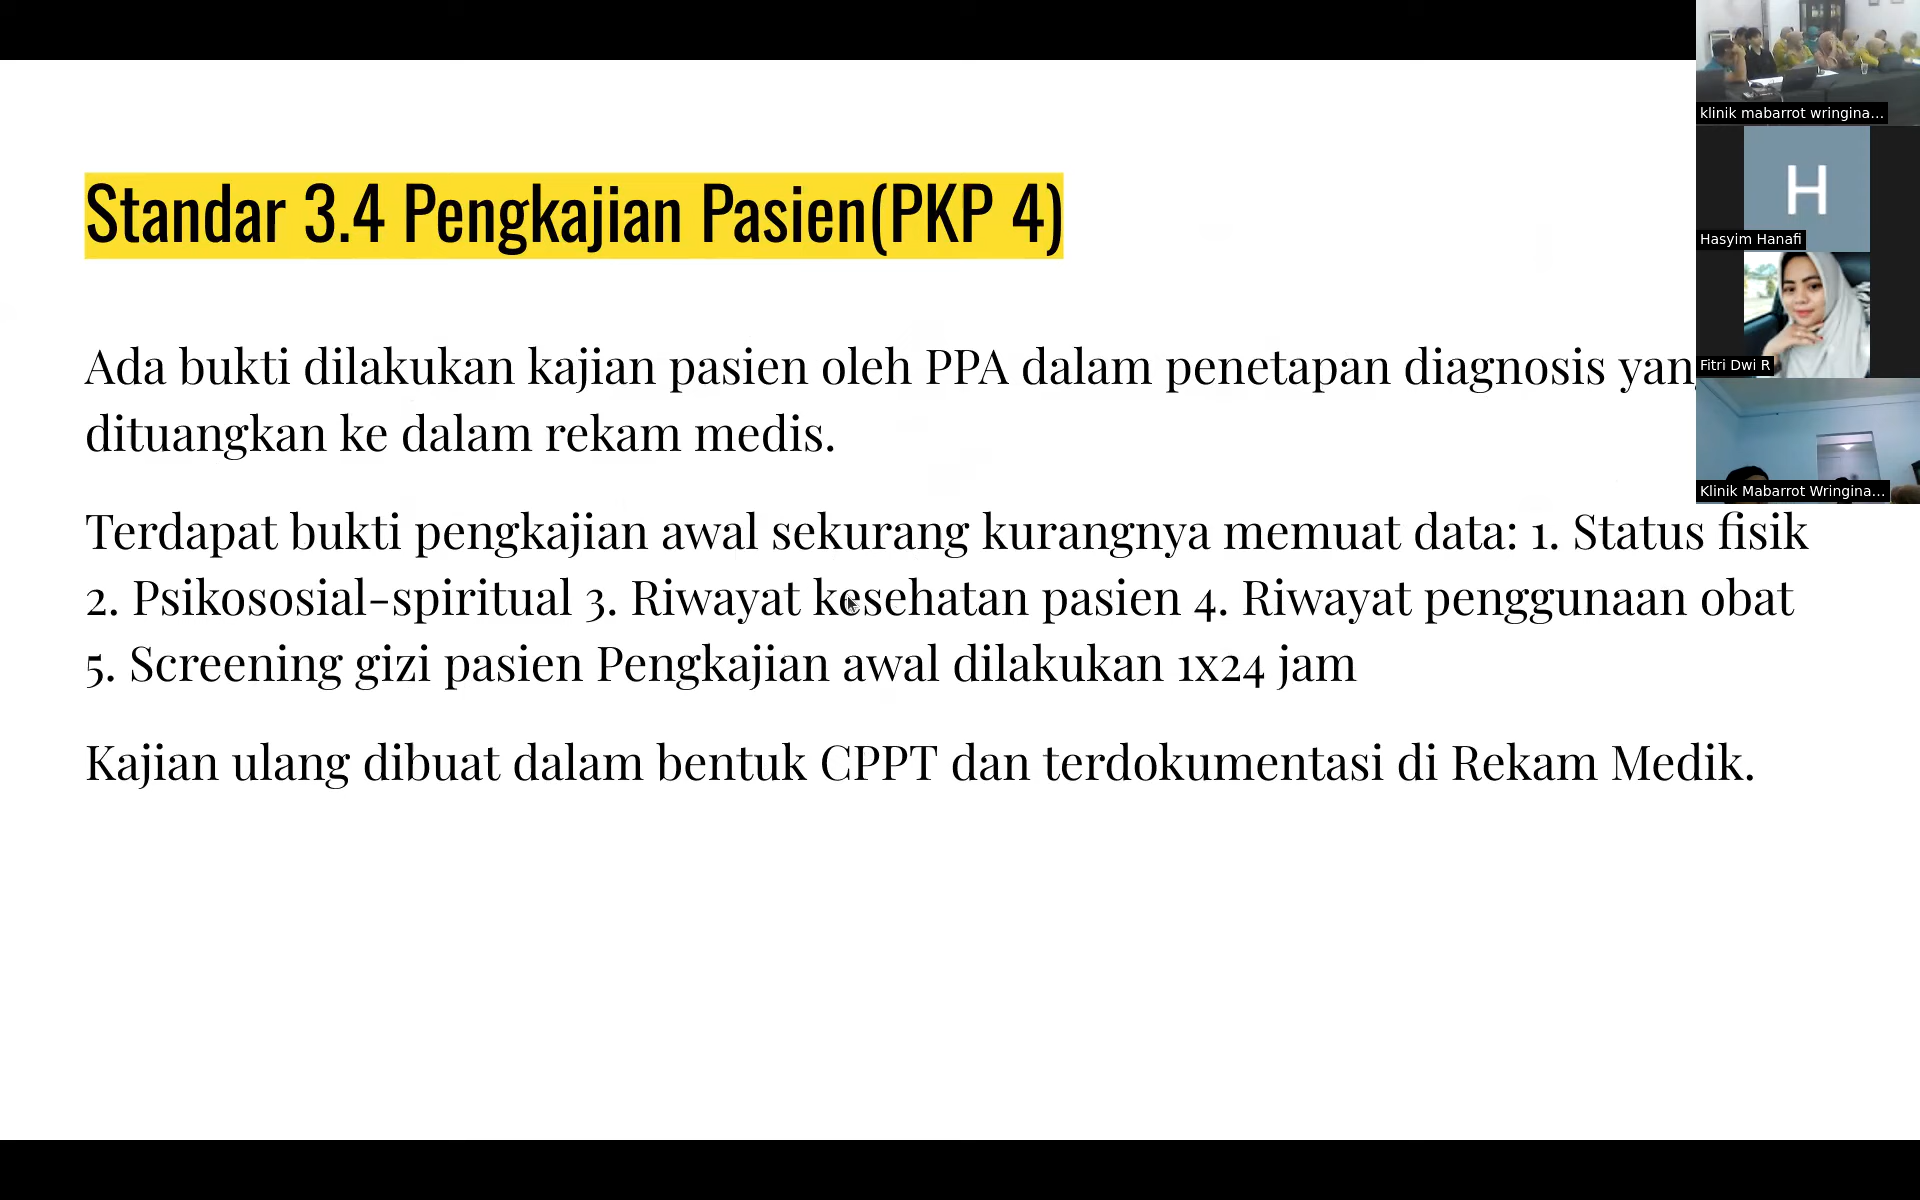 Standar 3.4 Pengkajian Pasien(PKP 4)
Ada bukti dilakukan kajian pasien oleh PPA dalam penetapan diagnosis yang
dituangkan ke dalam rekam medis.
Terdapat bukti pengkajian awal sekurang kurangnya memuat data: 1. Status fisik
2. Psikososial-spiritual 3. Riwayat kesehatan pasien 4. Riwayat penggunaan obat
5. Screening gizi pasien Pengkajian awal dilakukan 1x24 jam
Kajian ulang dibuat dalam bentuk CPPT dan terdokumentasi di Rekam Medik.
klinik mabarrot wringina...
H
Hasyim Hanafi
Fitri Dwi R
Klinik Mabarrot Wringina...